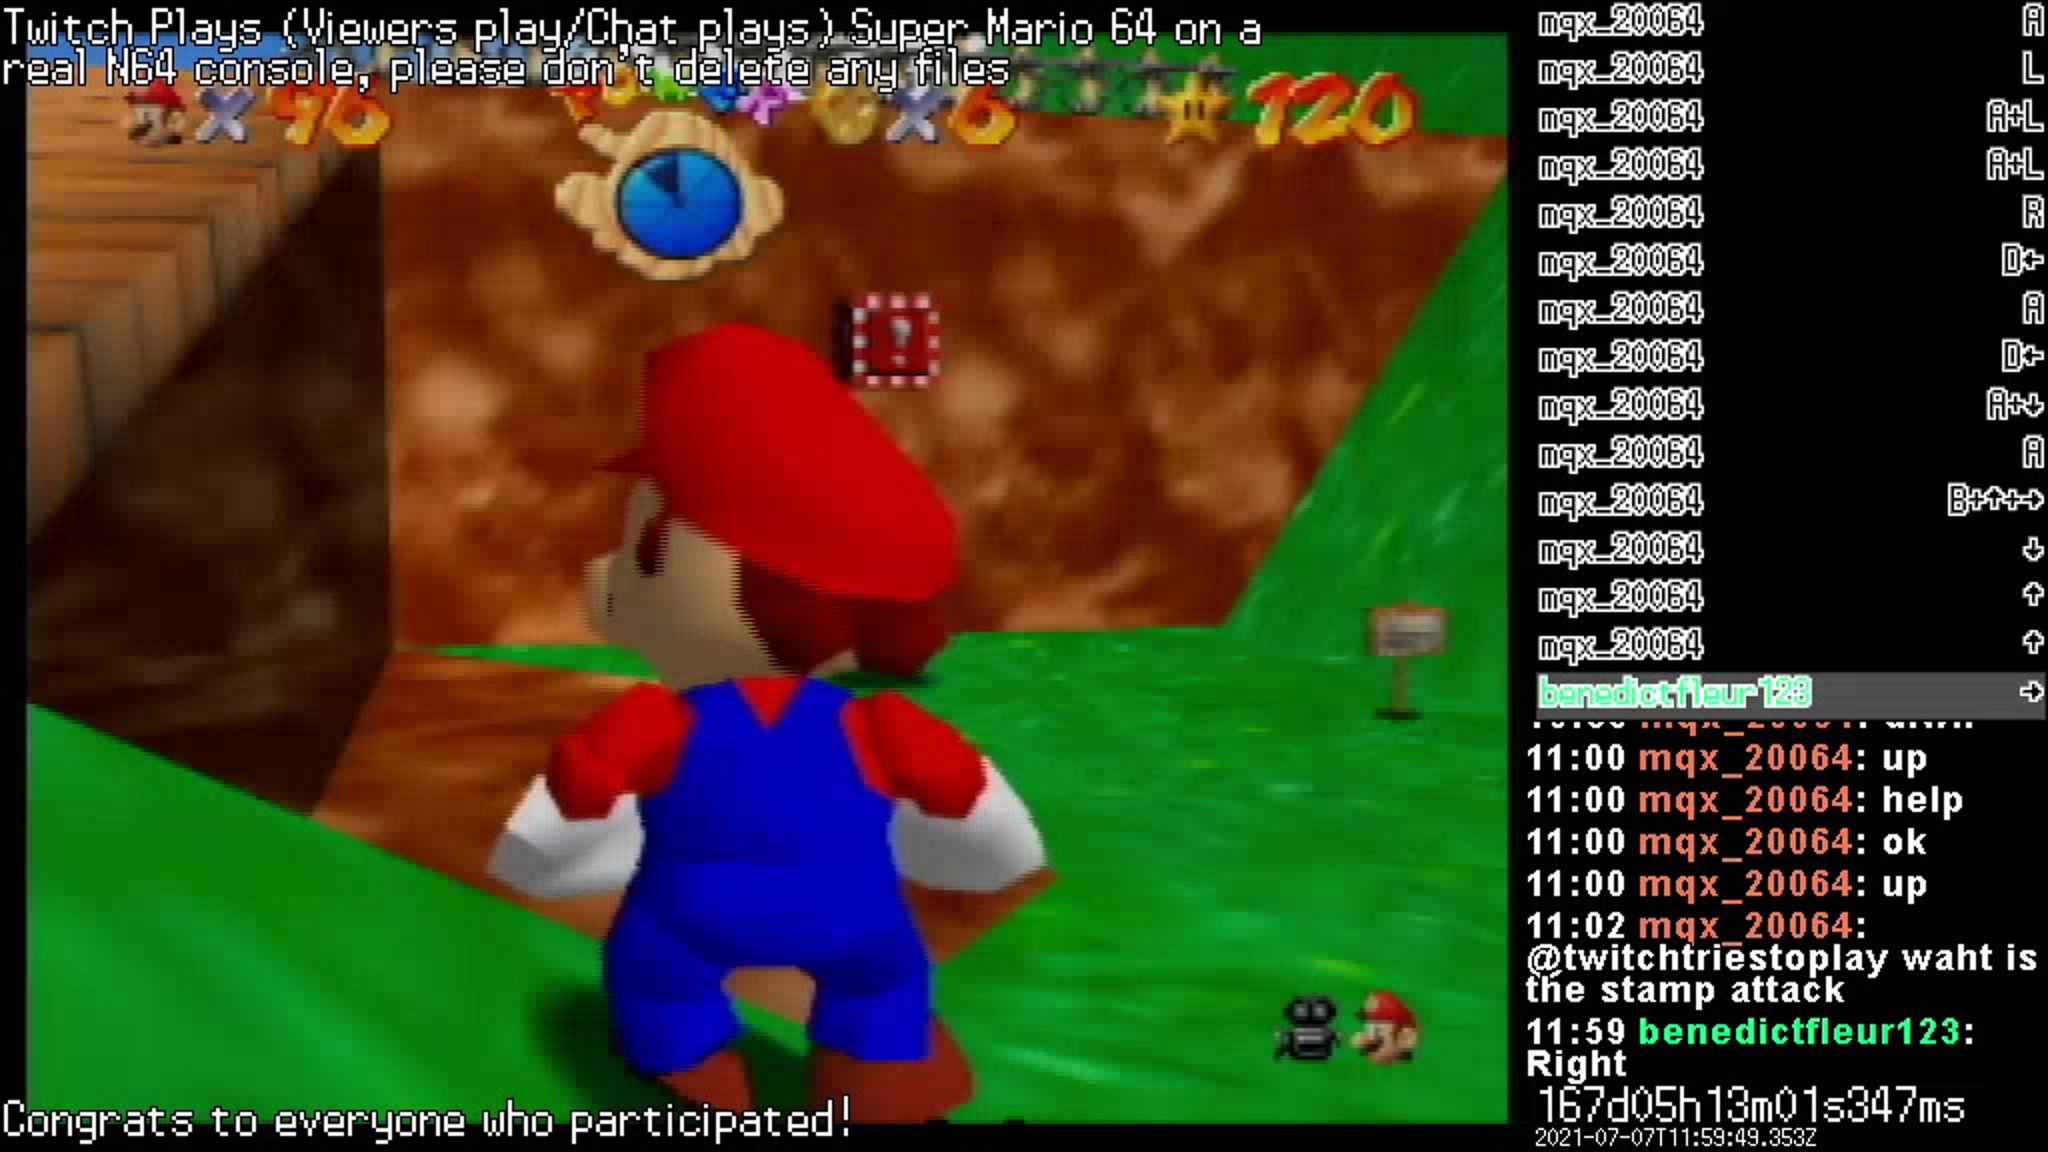 Twitch Plays (Viewers play/Chat plays) Super Mario 64 on a
real N64 console, please don't delete any files
× 96
× 6
120
?
Congrats to everyone who participated!
mqx_20064 A
mqx_20064 L
mqx_20064 A+L
mqx_20064 A+L
mqx_20064 R
mqx_20064 D←
mqx_20064 A
mqx_20064 D←
mqx_20064 A+↓
mqx_20064 A
mqx_20064 B+↑+→
mqx_20064 ↓
mqx_20064 ↑
mqx_20064 ↑
benedictfleur123 →
11:00 mqx_20064: up
11:00 mqx_20064: help
11:00 mqx_20064: ok
11:00 mqx_20064: up
11:02 mqx_20064:
@twitchtriestoplay waht is
the stamp attack
11:59 benedictfleur123:
Right
167d05h13m01s347ms
2021-07-07T11:59:49.353Z